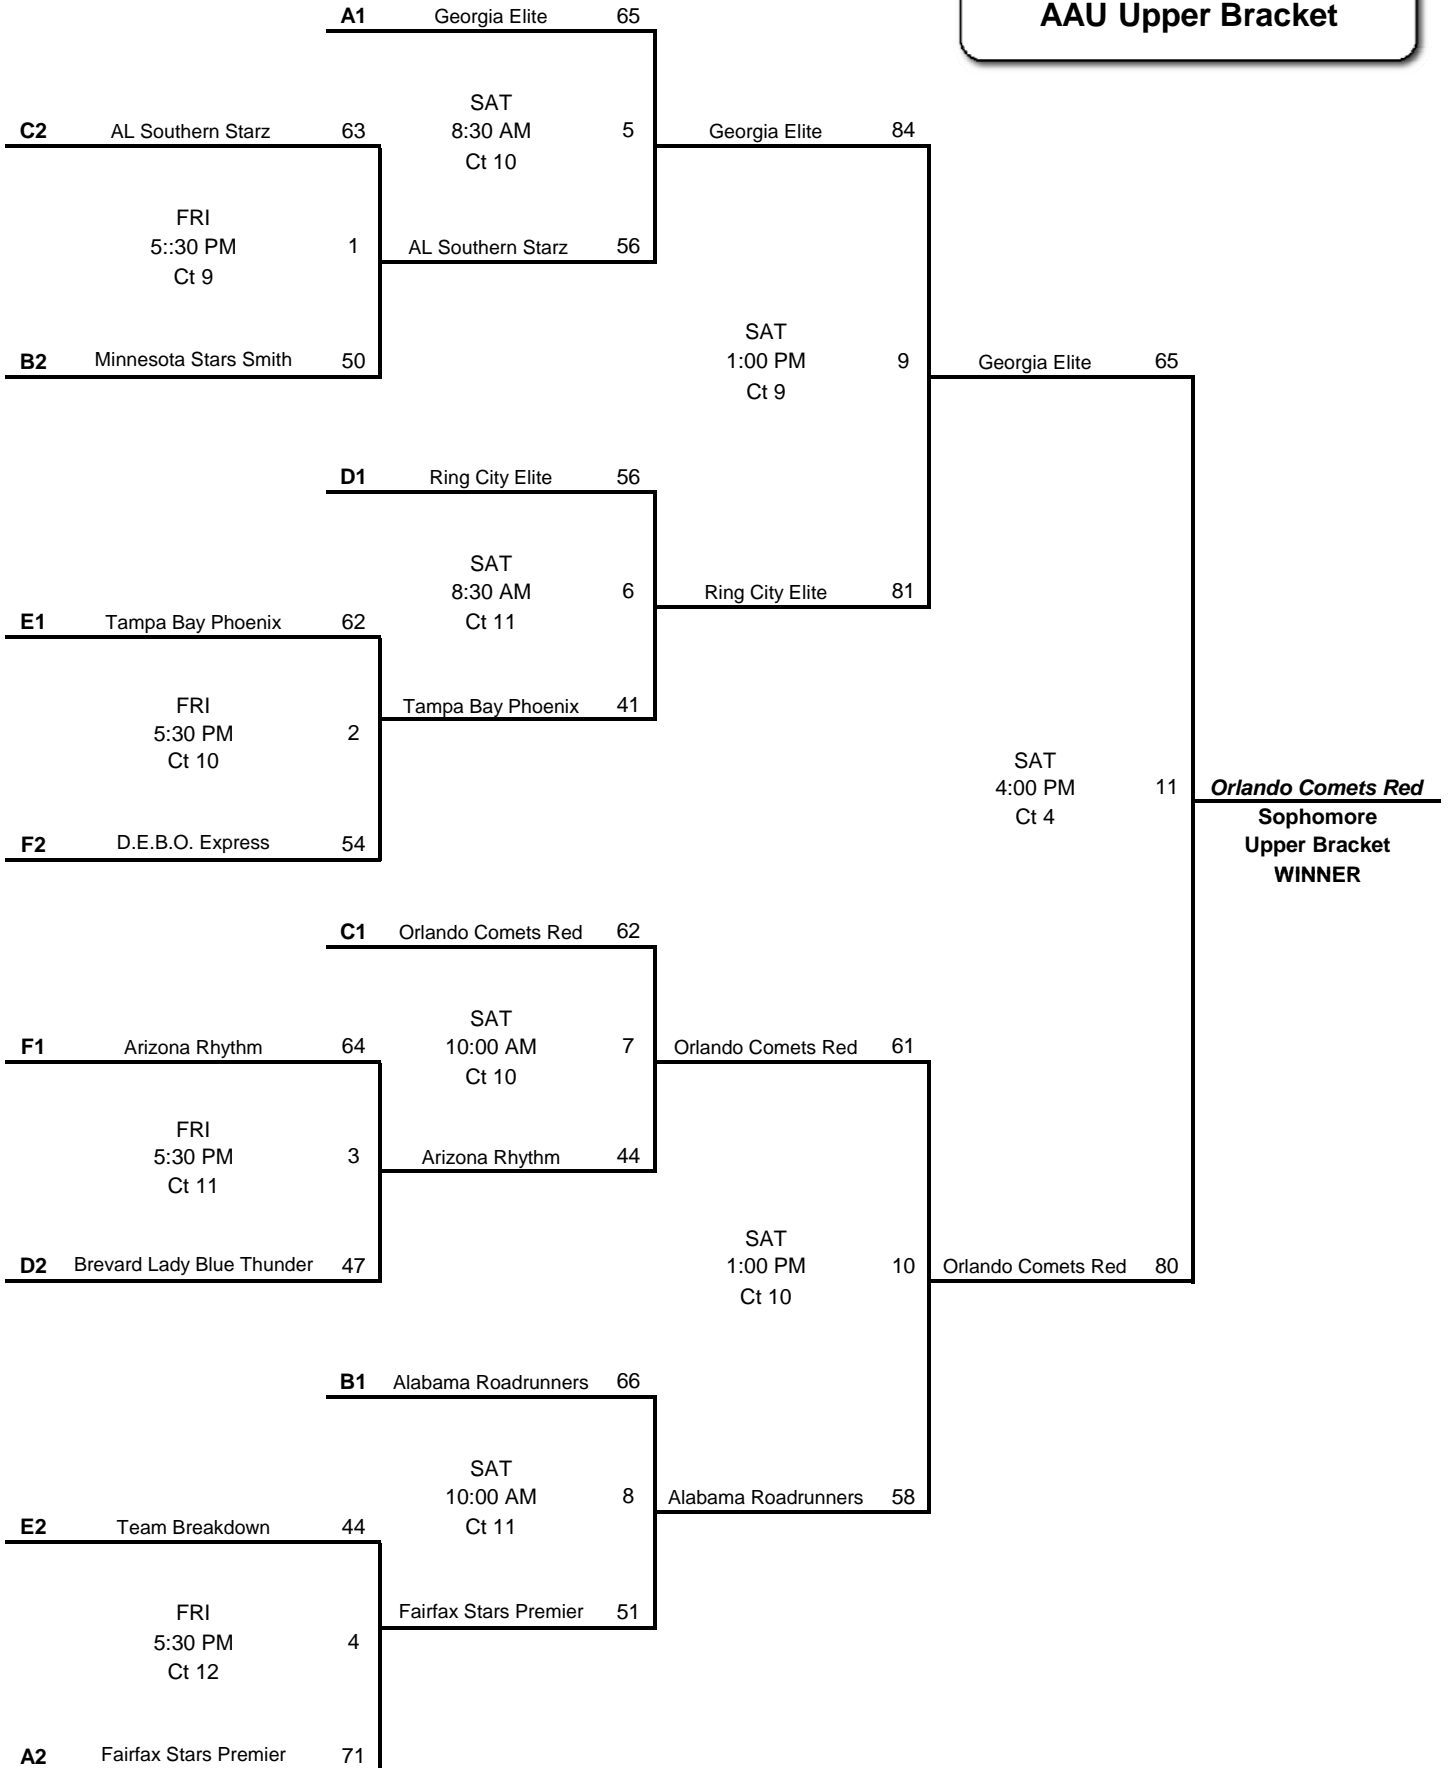 AAU Upper Bracket
A1 Georgia Elite 65
SAT
8:30 AM 5
Ct 10
C2 AL Southern Starz 63
Georgia Elite 84
FRI
5::30 PM 1
Ct 9
AL Southern Starz 56
B2 Minnesota Stars Smith 50
SAT
1:00 PM 9
Ct 9
Georgia Elite 65
D1 Ring City Elite 56
SAT
8:30 AM 6
Ct 11
Ring City Elite 81
E1 Tampa Bay Phoenix 62
FRI
5:30 PM 2
Ct 10
Tampa Bay Phoenix 41
F2 D.E.B.O. Express 54
SAT
4:00 PM 11
Ct 4
Orlando Comets Red
Sophomore
Upper Bracket
WINNER
C1 Orlando Comets Red 62
SAT
10:00 AM 7
Ct 10
F1 Arizona Rhythm 64
Orlando Comets Red 61
FRI
5:30 PM 3
Ct 11
Arizona Rhythm 44
D2 Brevard Lady Blue Thunder 47
SAT
1:00 PM 10
Ct 10
Orlando Comets Red 80
B1 Alabama Roadrunners 66
SAT
10:00 AM 8
Ct 11
Alabama Roadrunners 58
E2 Team Breakdown 44
FRI
5:30 PM 4
Ct 12
Fairfax Stars Premier 51
A2 Fairfax Stars Premier 71